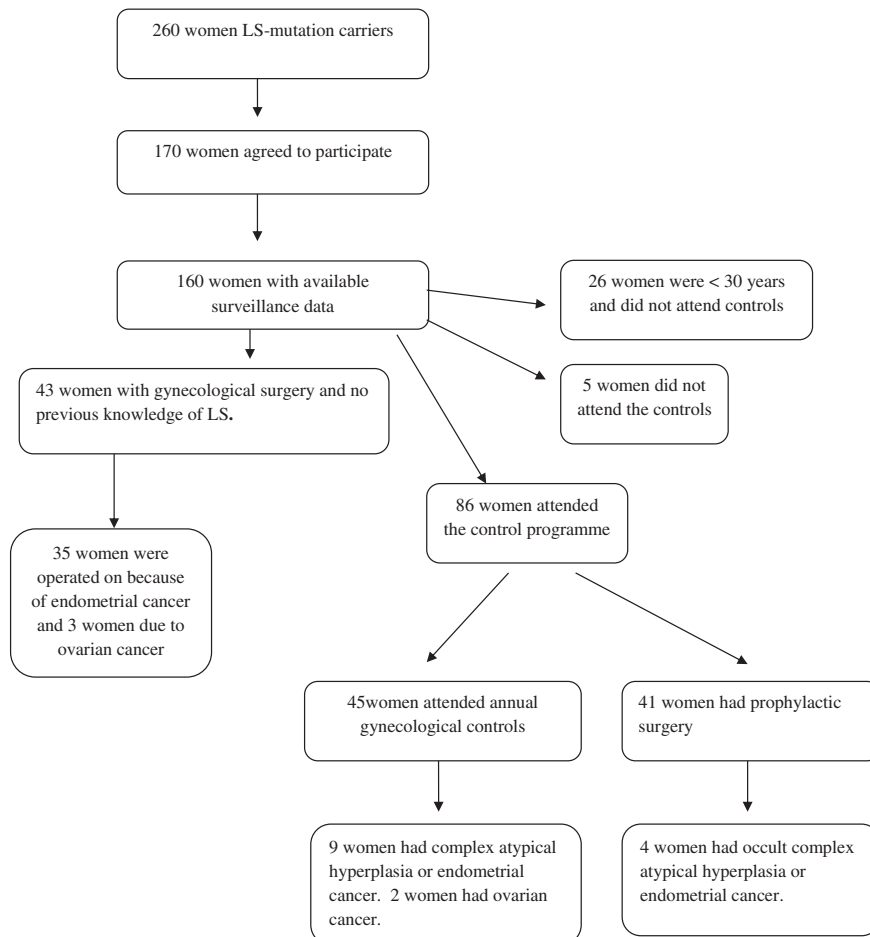 260 women LS-mutation carriers
170 women agreed to participate
160 women with available
surveillance data
26 women were < 30 years
and did not attend controls
5 women did not
attend the controls
43 women with gynecological surgery and no
previous knowledge of LS.
86 women attended
the control programme
35 women were
operated on because
of endometrial cancer
and 3 women due to
ovarian cancer
45women attended annual
gynecological controls
41 women had prophylactic
surgery
9 women had complex atypical
hyperplasia or endometrial
cancer. 2 women had ovarian
cancer.
4 women had occult complex
atypical hyperplasia or
endometrial cancer.